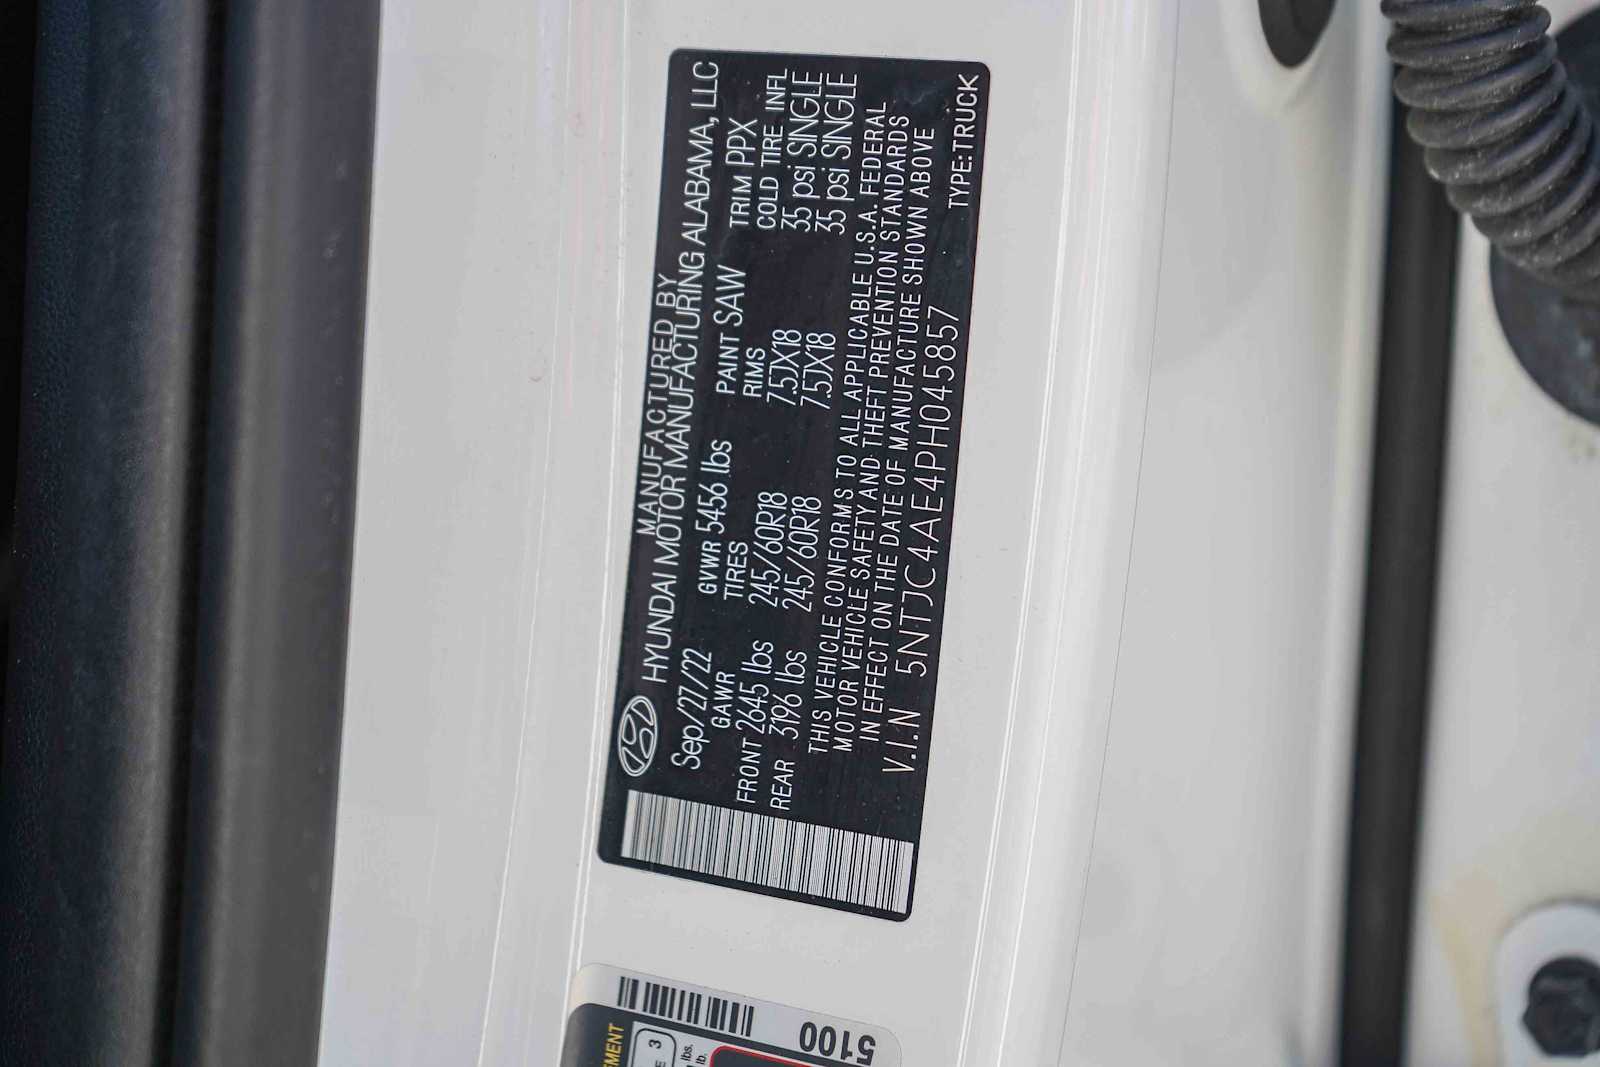 MANUFACTURED BY
HYUNDAI MOTOR MANUFACTURING ALABAMA, LLC
Sep/27/22 GVWR 5456 lbs PAINT SAW TRIM PPX
GAWR TIRES RIMS COLD TIRE INFL
FRONT 2645 lbs 245/60R18 7.5JX18 35 psi SINGLE
REAR 3196 lbs 245/60R18 7.5JX18 35 psi SINGLE
THIS VEHICLE CONFORMS TO ALL APPLICABLE U.S.A. FEDERAL
MOTOR VEHICLE SAFETY AND THEFT PREVENTION STANDARDS
IN EFFECT ON THE DATE OF MANUFACTURE SHOWN ABOVE
V.I.N 5NTJC4AE4PH045857 TYPE:TRUCK
5100
3
lbs.
lb.